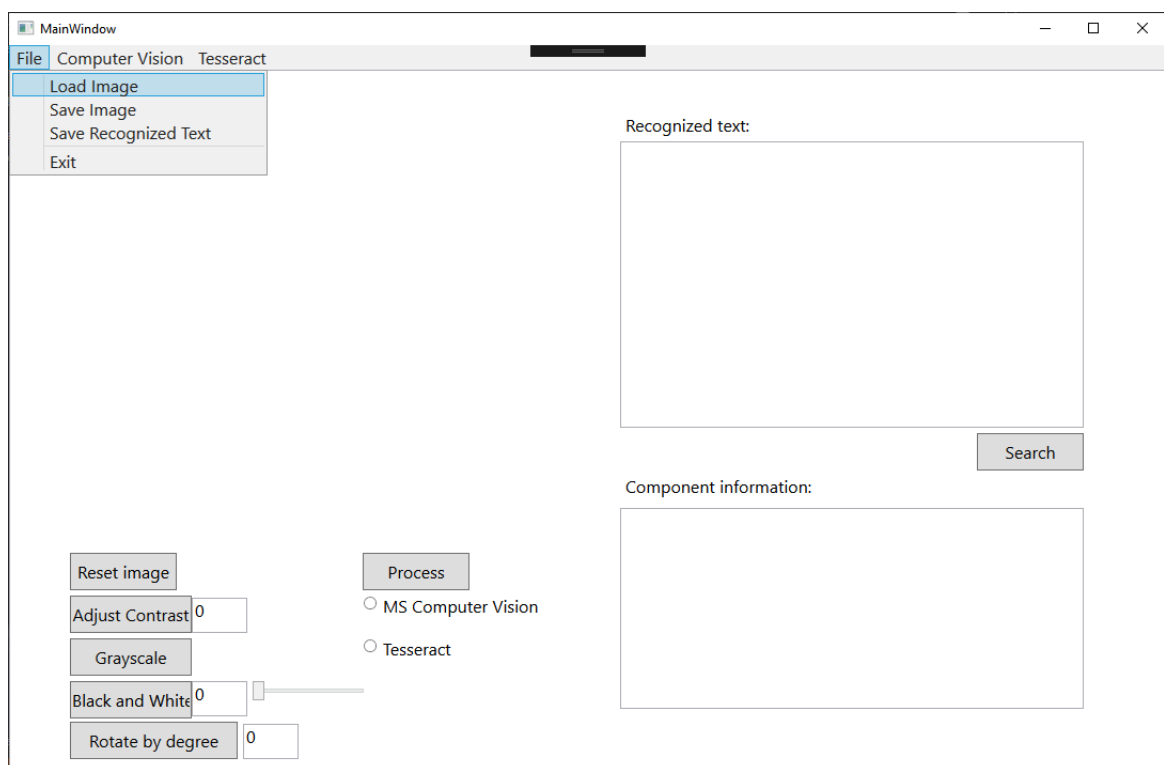 MainWindow
File Computer Vision Tesseract
Load Image
Save Image
Save Recognized Text
Exit
Recognized text:
Search
Component information:
Reset image
Process
Adjust Contrast 0
MS Computer Vision
Grayscale
Tesseract
Black and White 0
Rotate by degree 0